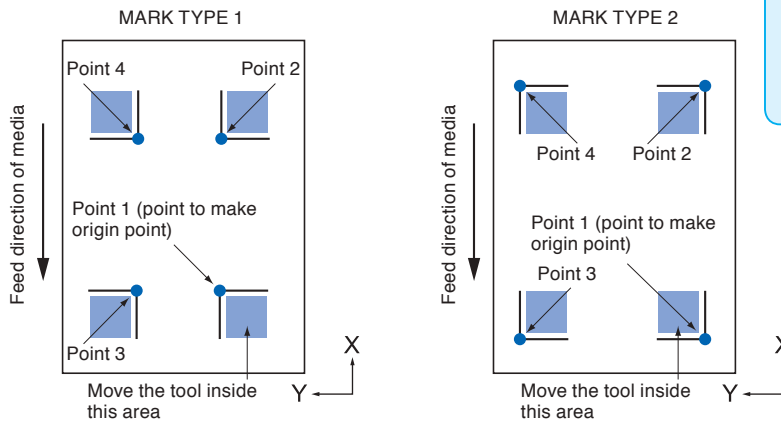 MARK TYPE 1
Point 4
Point 2
Feed direction of media
Point 1 (point to make
origin point)
Point 3
X
Y
Move the tool inside
this area
MARK TYPE 2
Feed direction of media
Point 4
Point 2
Point 1 (point to make
origin point)
Point 3
X
Y
Move the tool inside
this area